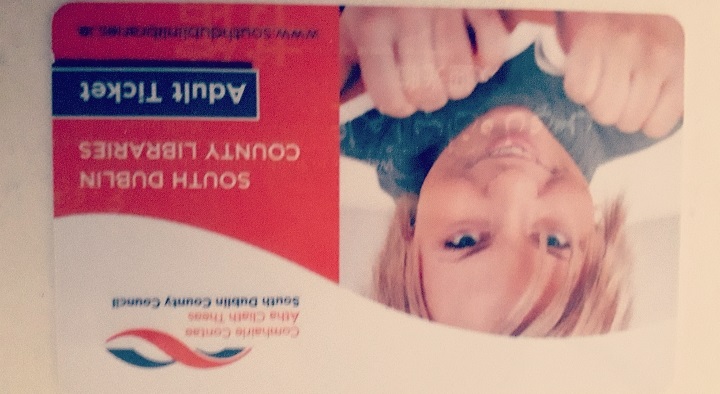 Comhairle Contae
Átha Cliath Theas
South Dublin County Council
SOUTH DUBLIN
COUNTY LIBRARIES
Adult Ticket
www.southdublinlibraries.ie